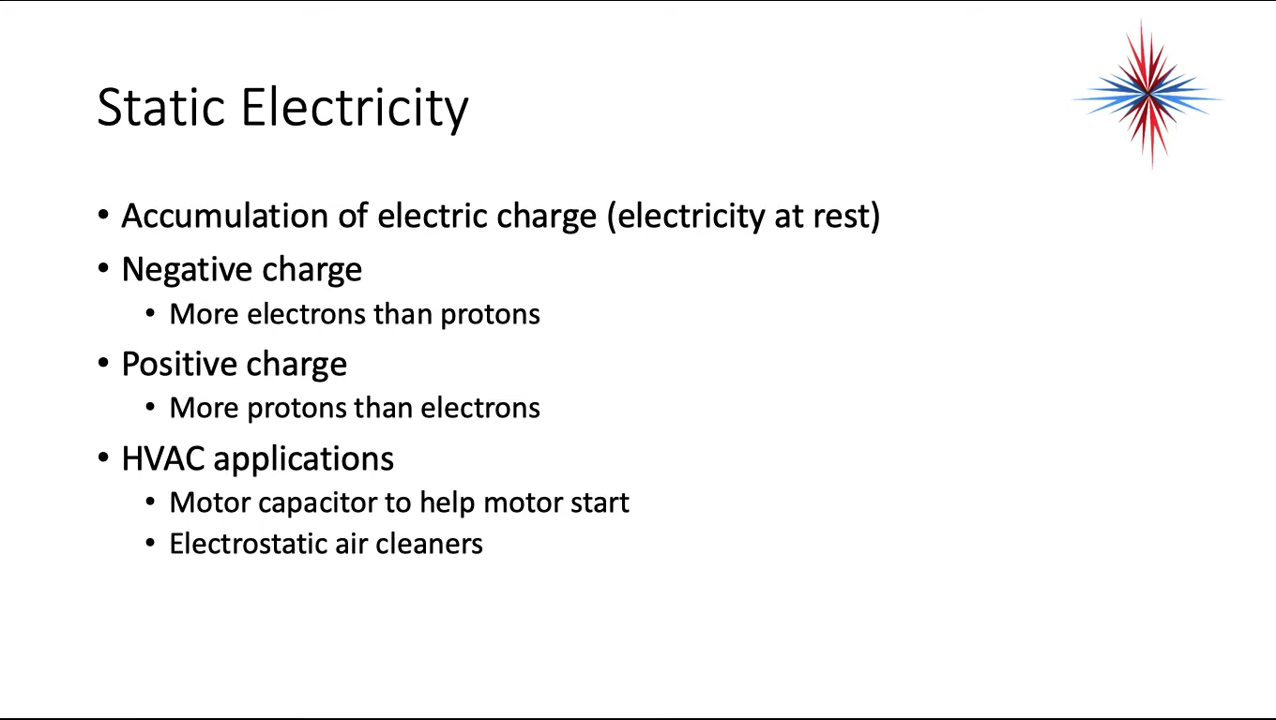 Static Electricity
• Accumulation of electric charge (electricity at rest)
• Negative charge
• More electrons than protons
• Positive charge
• More protons than electrons
• HVAC applications
• Motor capacitor to help motor start
• Electrostatic air cleaners